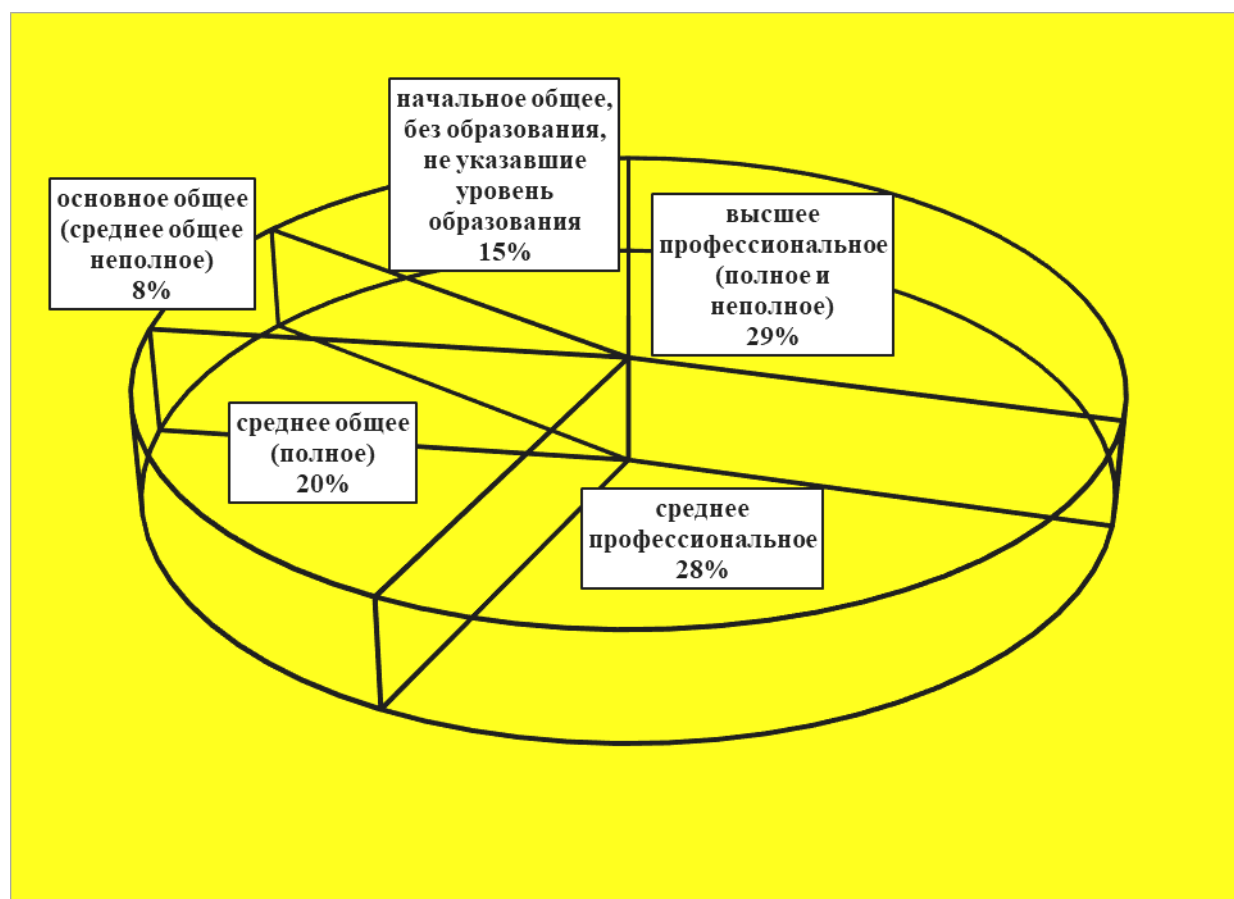 начальное общее,
без образования,
не указавшие
уровень
образования
15%
основное общее
(среднее общее
неполное)
8%
высшее
профессиональное
(полное и
неполное)
29%
среднее общее
(полное)
20%
среднее
профессиональное
28%